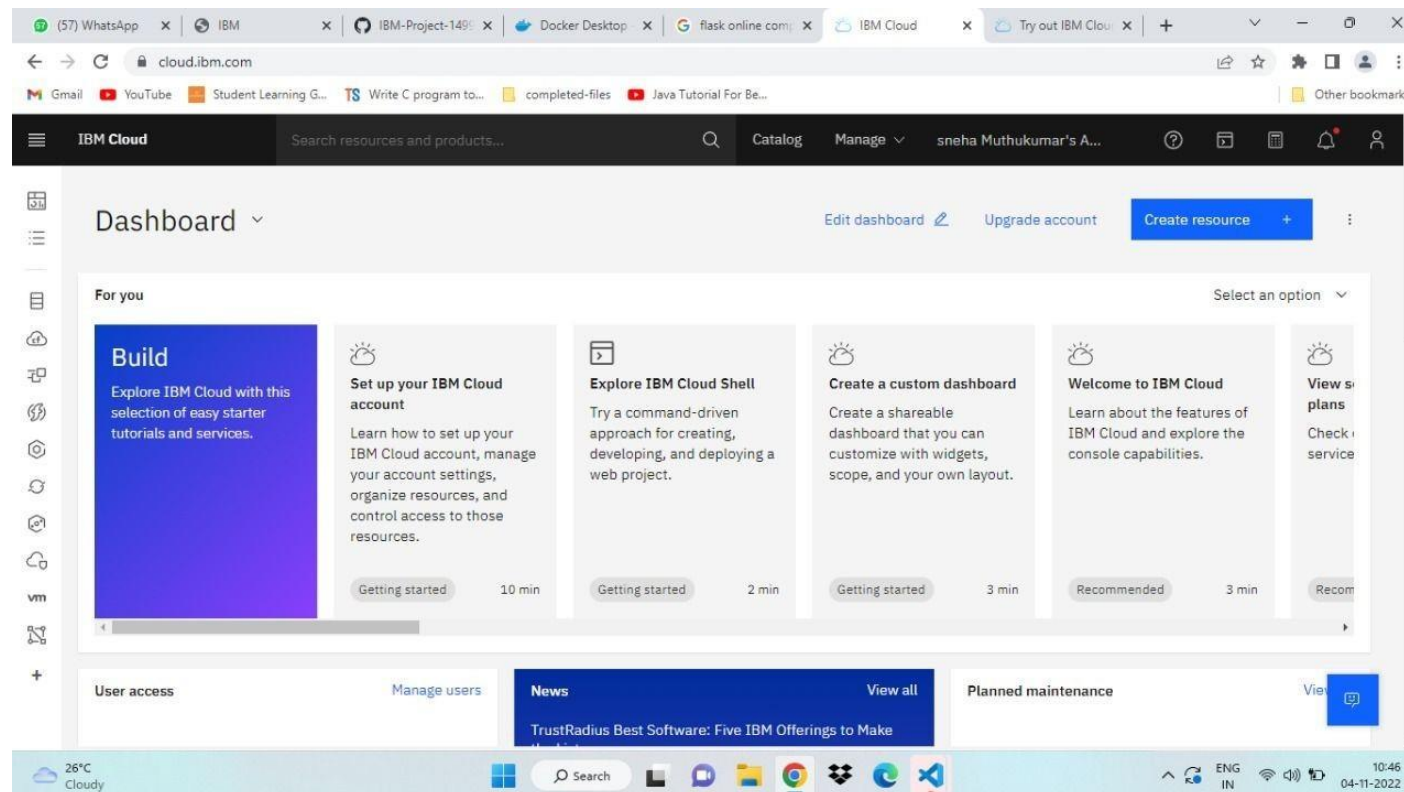 (57) WhatsApp
IBM
IBM-Project-1499
Docker Desktop -
flask online com
IBM Cloud
Try out IBM Clou
cloud.ibm.com
Gmail
YouTube
Student Learning G...
TS Write C program to...
completed-files
Java Tutorial For Be...
Other bookmark
IBM Cloud
Search resources and products...
Catalog
Manage
sneha Muthukumar's A...
Dashboard
Edit dashboard
Upgrade account
Create resource +
For you
Select an option
Build
Explore IBM Cloud with this
selection of easy starter
tutorials and services.
Set up your IBM Cloud
account
Learn how to set up your
IBM Cloud account, manage
your account settings,
organize resources, and
control access to those
resources.
Getting started 10 min
Explore IBM Cloud Shell
Try a command-driven
approach for creating,
developing, and deploying a
web project.
Getting started 2 min
Create a custom dashboard
Create a shareable
dashboard that you can
customize with widgets,
scope, and your own layout.
Getting started 3 min
Welcome to IBM Cloud
Learn about the features of
IBM Cloud and explore the
console capabilities.
Recommended 3 min
View
plans
Check
service
Recom
vm
User access
Manage users
News
View all
TrustRadius Best Software: Five IBM Offerings to Make
Planned maintenance
26°C
Cloudy
Search
ENG
IN
10:46
04-11-2022